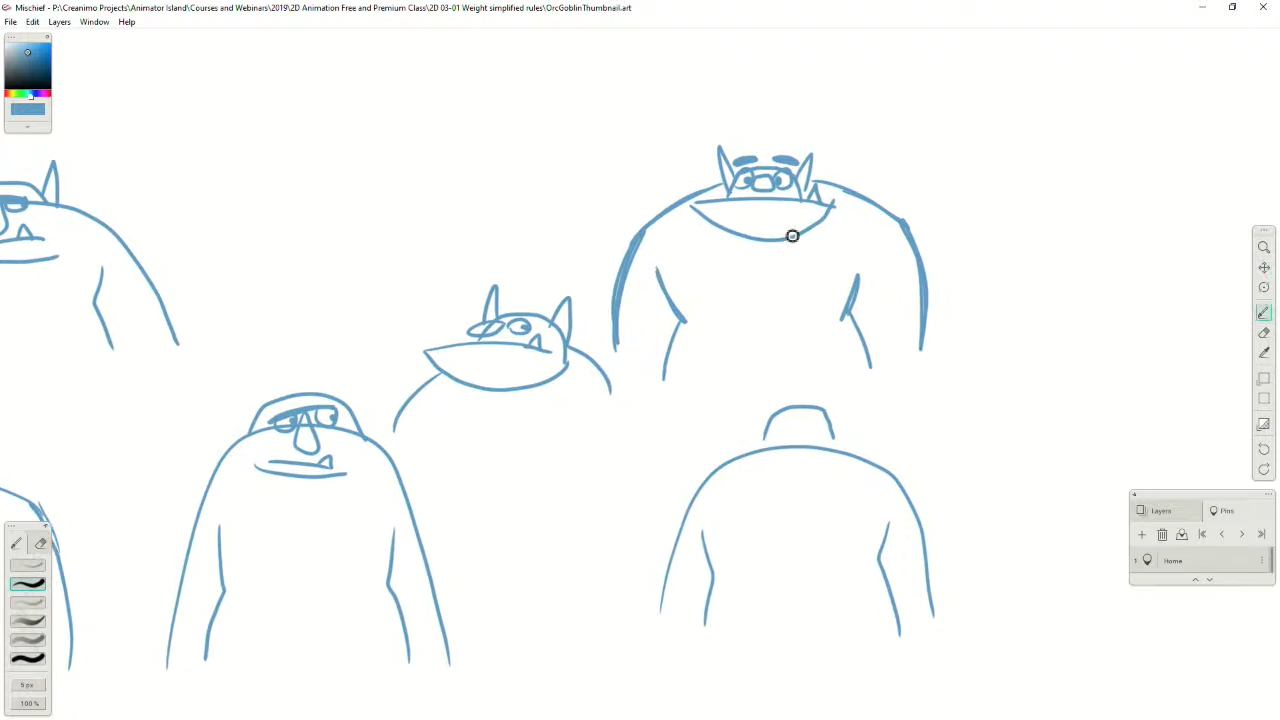 Mischief - P:\Creanimo Projects\Animator Island\Courses and Webinars\2019\2D Animation Free and Premium Class\2D 03-01 Weight simplified rules\OrcGoblinThumbnail.art
File Edit Layers Window Help
Layers Pins
1 Home
5 px
100 %